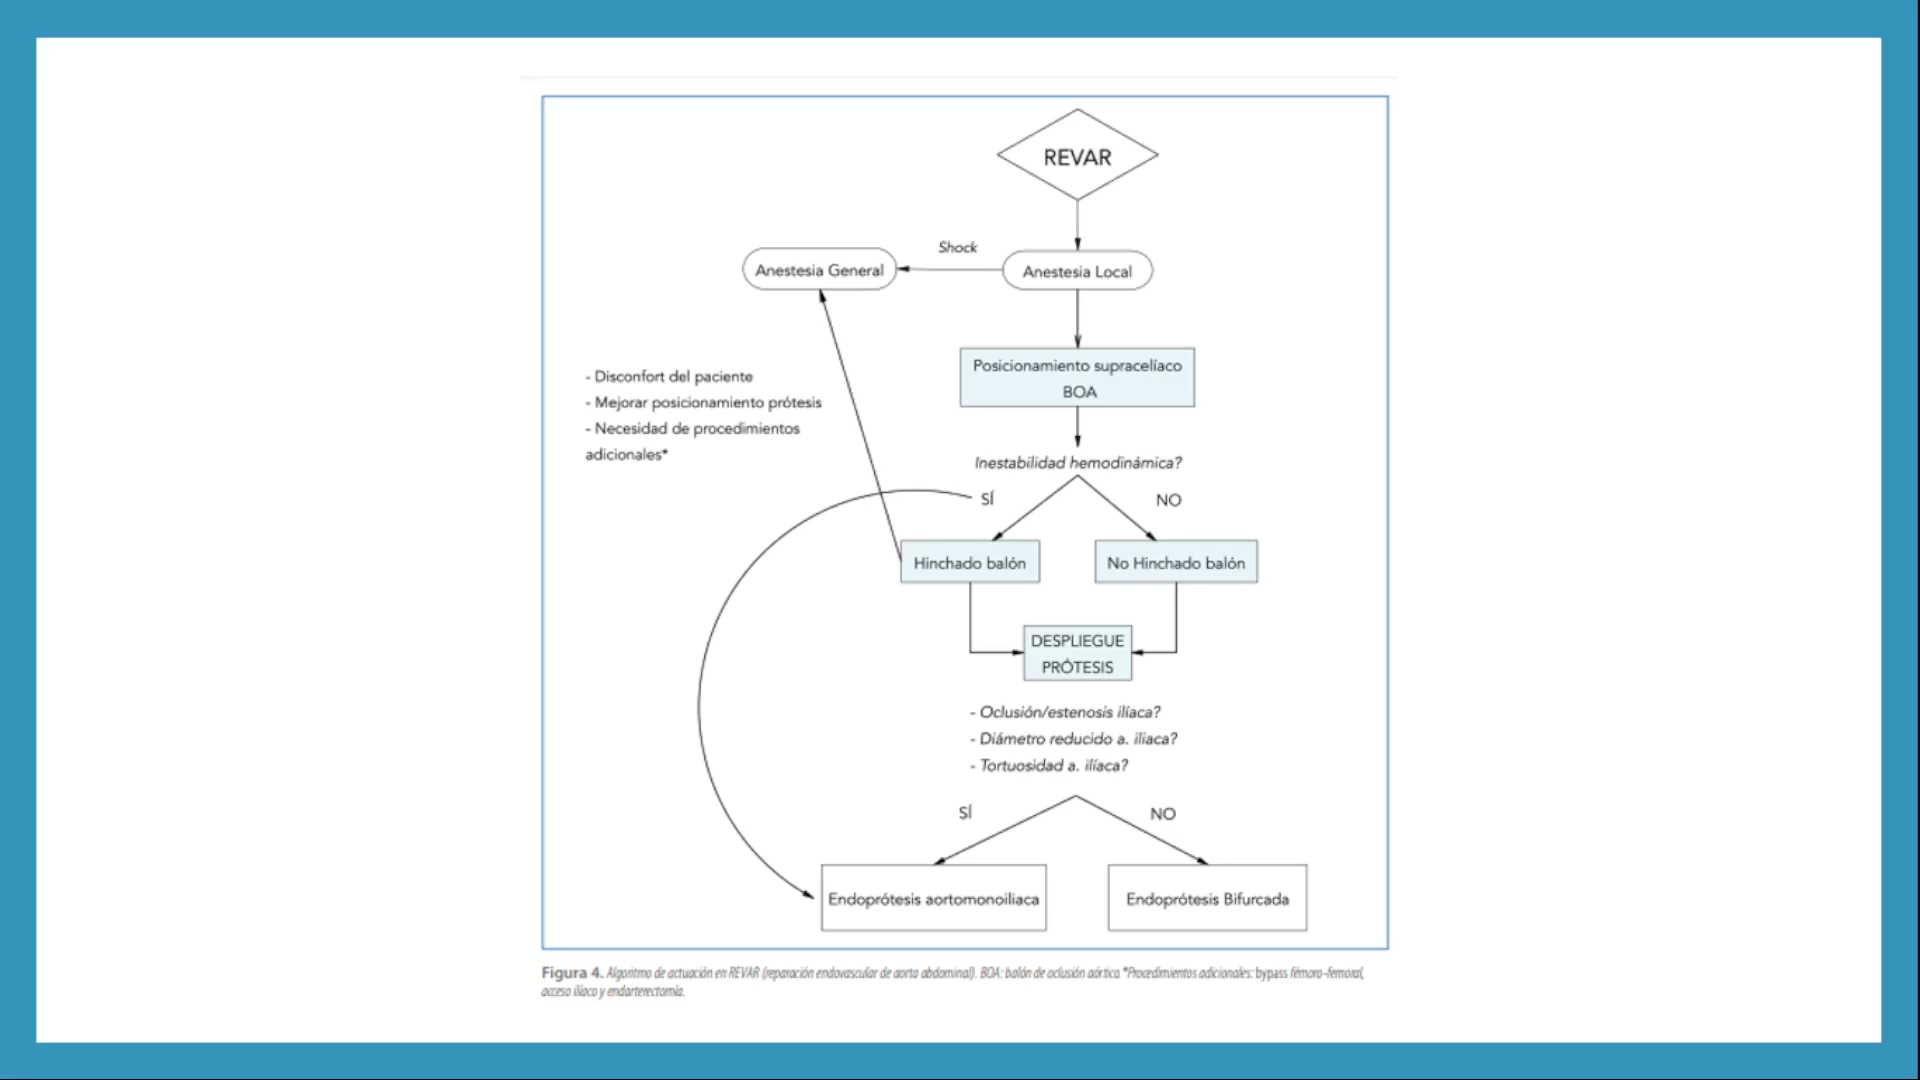 REVAR
Shock
Anestesia General
Anestesia Local
Posicionamiento supracelíaco
BOA
- Disconfort del paciente
- Mejorar posicionamiento prótesis
- Necesidad de procedimientos
adicionales*
Inestabilidad hemodinámica?
SÍ
NO
Hinchado balón
No Hinchado balón
DESPLIEGUE
PRÓTESIS
- Oclusión/estenosis ilíaca?
- Diámetro reducido a. iliaca?
- Tortuosidad a. ilíaca?
SÍ
NO
Endoprótesis aortomonoiliaca
Endoprótesis Bifurcada
Figura 4. Algoritmo de actuación en REVAR (reparación endovascular de aorta abdominal). BOA: balón de oclusión aórtica *Procedimientos adicionales: bypass fémoro-femoral,
acceso ilíaco y endarterectomía.